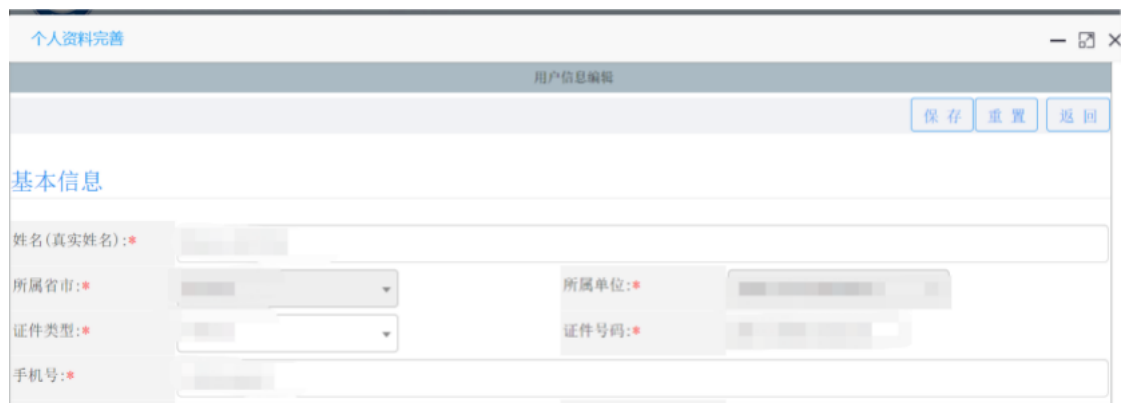 个人资料完善
用户信息编辑
保存 重置 返回
基本信息
姓名(真实姓名):*
所属省市:* 所属单位:*
证件类型:* 证件号码:*
手机号:*